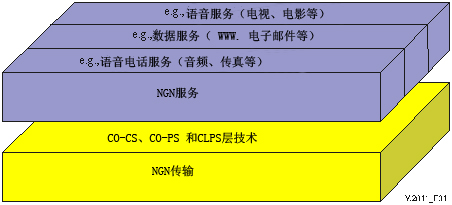 e.g.,语音服务（电视、电影等）
e.g.,数据服务（ WWW. 电子邮件等）
e.g.,语音电话服务（音频、传真等）
NGN服务
CO-CS、CO-PS 和CLPS层技术
NGN传输
Y.2011_F01